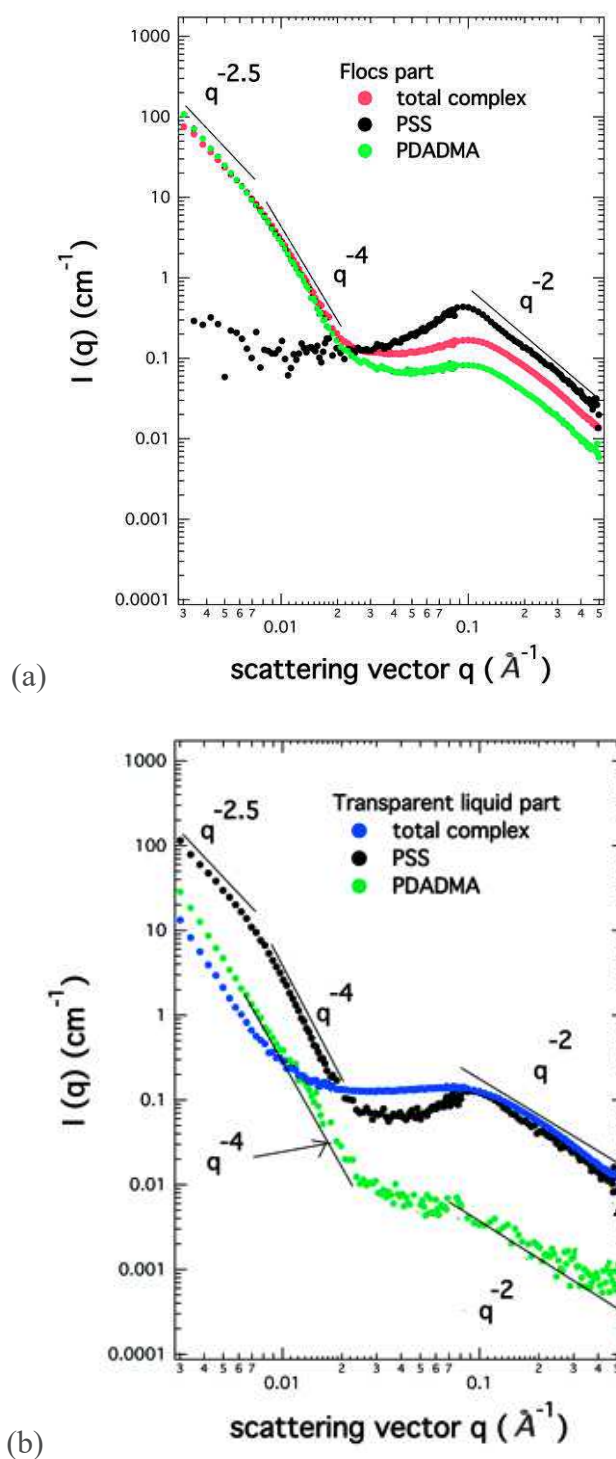 1000
100
10
1
0.1
0.01
0.001
0.0001
I (q) (cm⁻¹)
q^-2.5
q^-4
q^-2
Flocs part
total complex
PSS
PDADMA
3 4 5 6 7 0.01 2 3 4 5 6 7 0.1 2 3 4 5
scattering vector q ( Å⁻¹)
(a)
1000
100
10
1
0.1
0.01
0.001
0.0001
I (q) (cm⁻¹)
q^-2.5
q^-4
q^-2
q^-4
q^-2
Transparent liquid part
total complex
PSS
PDADMA
3 4 5 6 7 0.01 2 3 4 5 6 7 0.1 2 3 4 5
scattering vector q ( Å⁻¹)
(b)